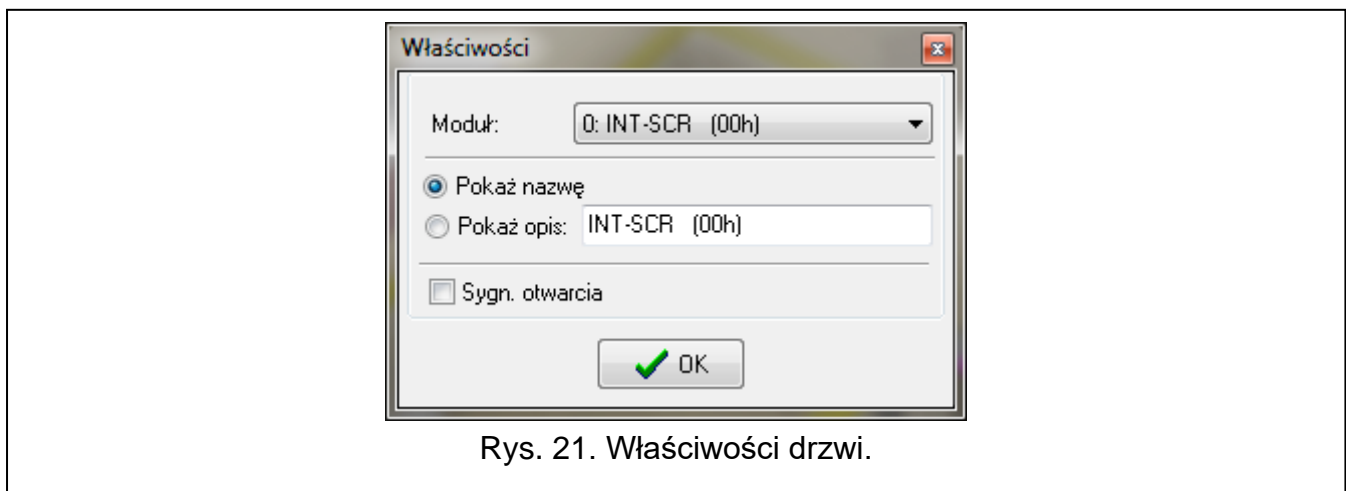 Właściwości
Moduł: 0: INT-SCR (00h)
Pokaż nazwę
Pokaż opis: INT-SCR (00h)
Sygn. otwarcia
OK
Rys. 21. Właściwości drzwi.